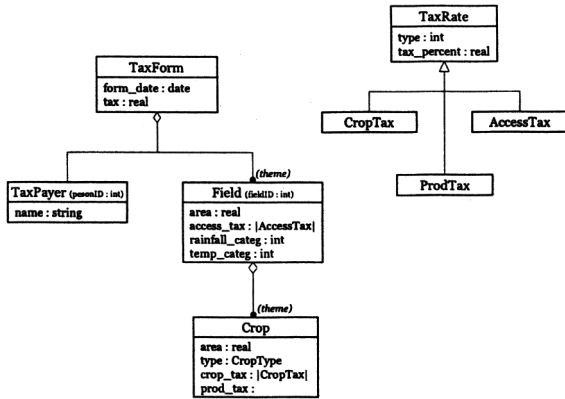 TaxRate
type : int
tax_percent : real
TaxForm
form_date : date
tax : real
CropTax
AccessTax
ProdTax
(theme)
TaxPayer (pesonID : int)
name : string
Field (fieldID : int)
area : real
access_tax : |AccessTax|
rainfall_categ : int
temp_categ : int
(theme)
Crop
area : real
type : CropType
crop_tax : |CropTax|
prod_tax :